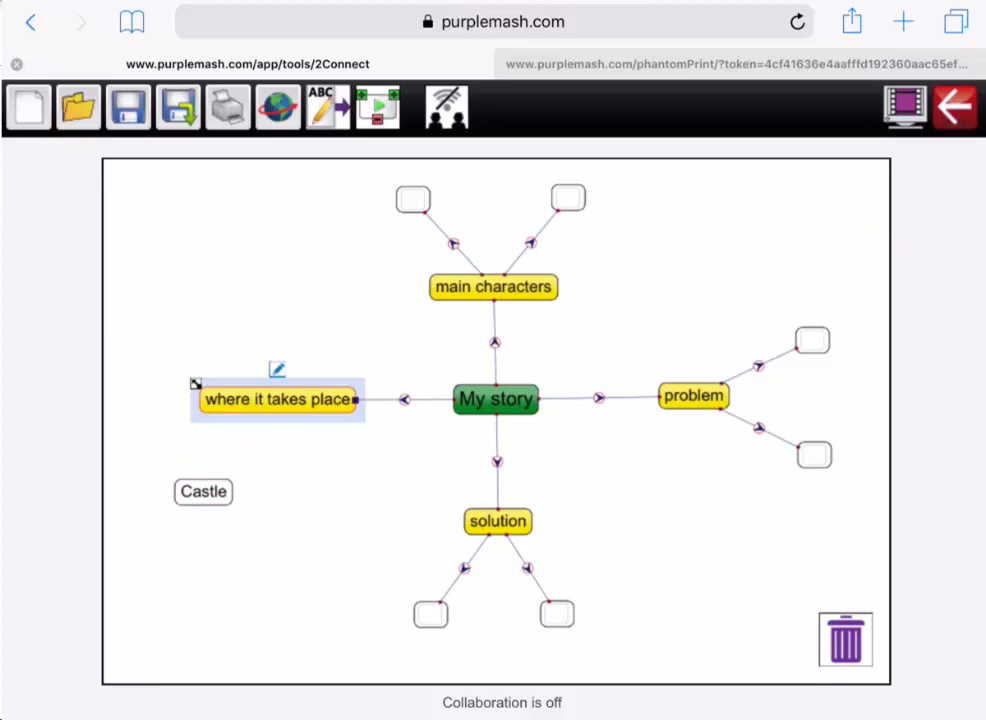 purplemash.com
www.purplemash.com/app/tools/2Connect
www.purplemash.com/phantomPrint/?token=4cf41636e4aafffd192360aac65ef...
ABC
main characters
where it takes place
My story
problem
Castle
solution
Collaboration is off